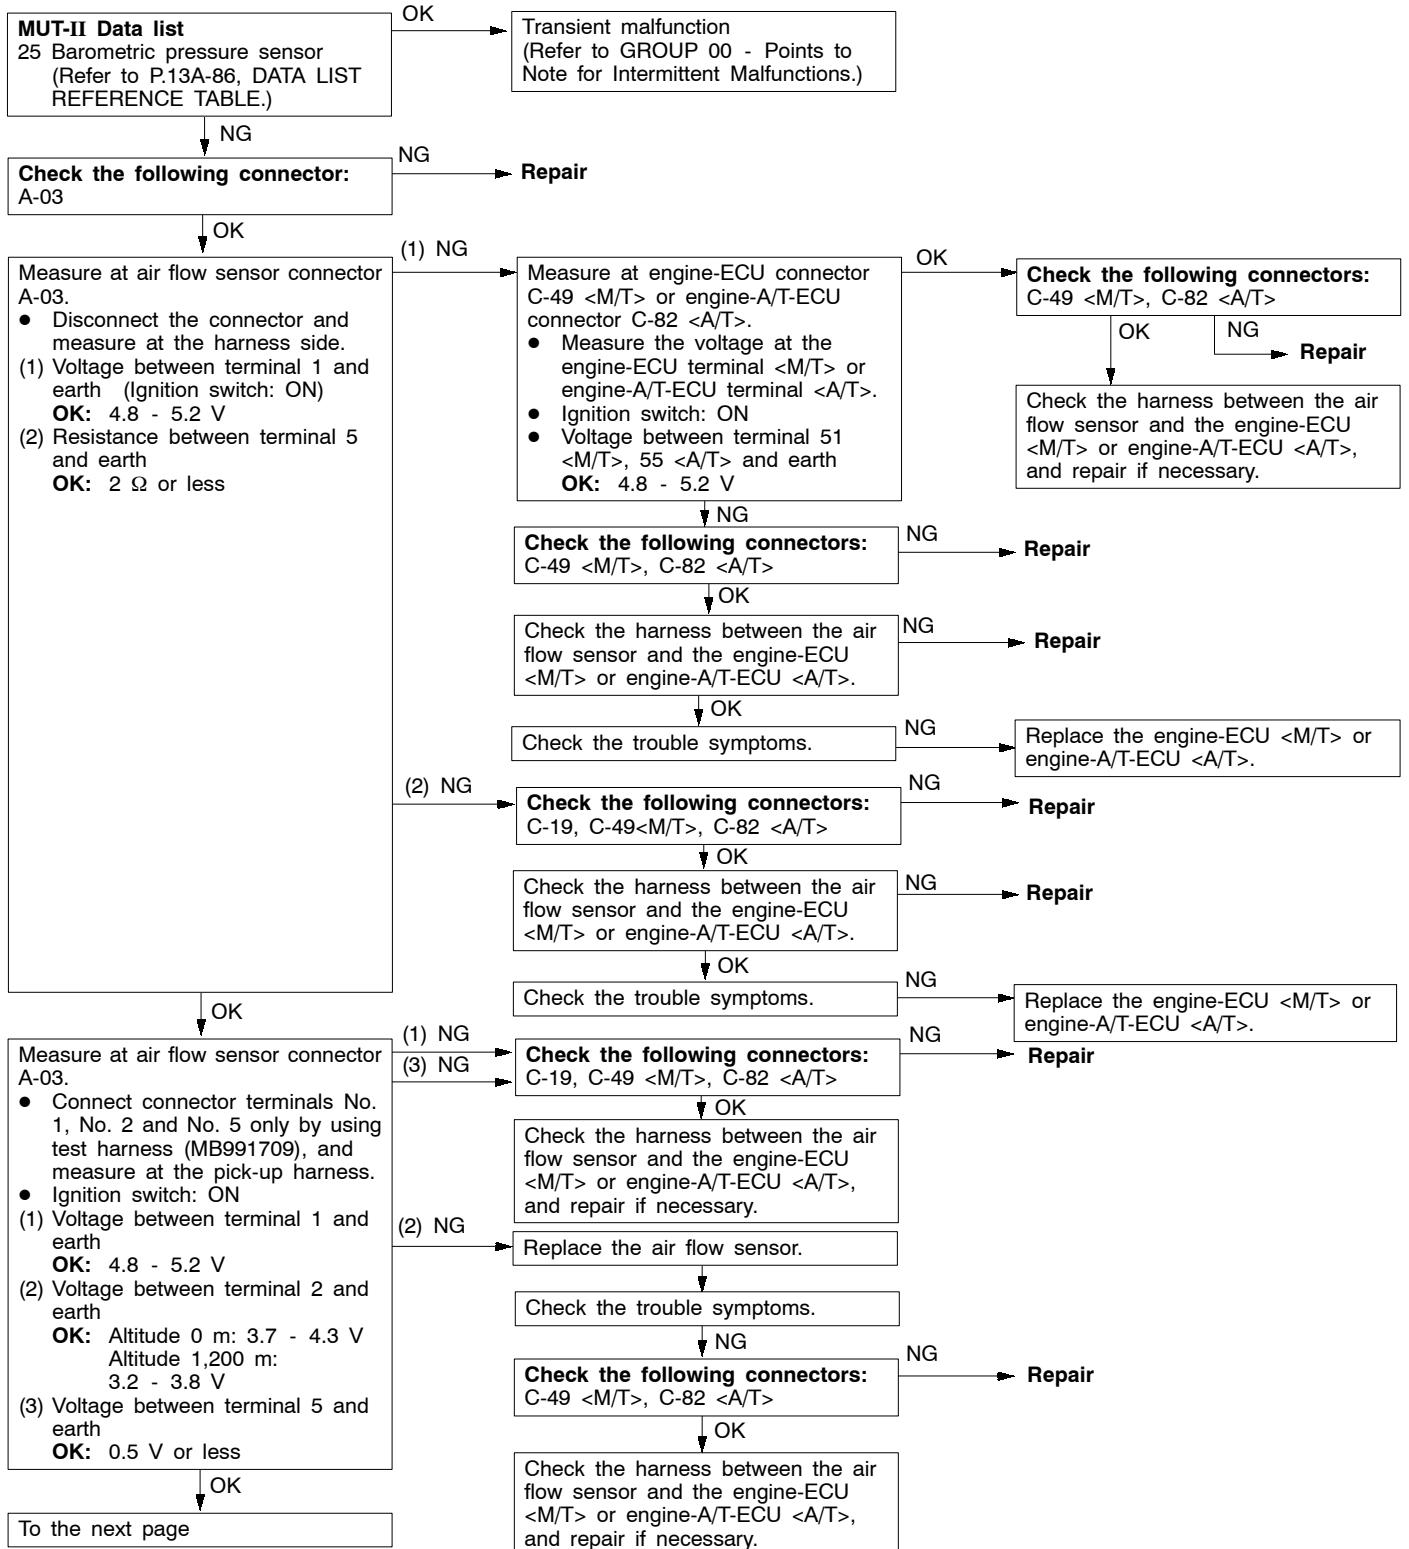 MUT-II Data list
25 Barometric pressure sensor
(Refer to P.13A-86, DATA LIST
REFERENCE TABLE.)
OK
Transient malfunction
(Refer to GROUP 00 - Points to
Note for Intermittent Malfunctions.)
NG
Check the following connector:
A-03
NG
Repair
OK
Measure at air flow sensor connector
A-03.
● Disconnect the connector and
measure at the harness side.
(1) Voltage between terminal 1 and
earth (Ignition switch: ON)
OK: 4.8 - 5.2 V
(2) Resistance between terminal 5
and earth
OK: 2 Ω or less
(1) NG
Measure at engine-ECU connector
C-49 <M/T> or engine-A/T-ECU
connector C-82 <A/T>.
● Measure the voltage at the
engine-ECU terminal <M/T> or
engine-A/T-ECU terminal <A/T>.
● Ignition switch: ON
● Voltage between terminal 51
<M/T>, 55 <A/T> and earth
OK: 4.8 - 5.2 V
OK
Check the following connectors:
C-49 <M/T>, C-82 <A/T>
OK
NG
Repair
Check the harness between the air
flow sensor and the engine-ECU
<M/T> or engine-A/T-ECU <A/T>,
and repair if necessary.
NG
Check the following connectors:
C-49 <M/T>, C-82 <A/T>
NG
Repair
OK
Check the harness between the air
flow sensor and the engine-ECU
<M/T> or engine-A/T-ECU <A/T>.
NG
Repair
OK
Check the trouble symptoms.
NG
Replace the engine-ECU <M/T> or
engine-A/T-ECU <A/T>.
(2) NG
Check the following connectors:
C-19, C-49<M/T>, C-82 <A/T>
NG
Repair
OK
Check the harness between the air
flow sensor and the engine-ECU
<M/T> or engine-A/T-ECU <A/T>.
NG
Repair
OK
Check the trouble symptoms.
NG
Replace the engine-ECU <M/T> or
engine-A/T-ECU <A/T>.
OK
Measure at air flow sensor connector
A-03.
● Connect connector terminals No.
1, No. 2 and No. 5 only by using
test harness (MB991709), and
measure at the pick-up harness.
● Ignition switch: ON
(1) Voltage between terminal 1 and
earth
OK: 4.8 - 5.2 V
(2) Voltage between terminal 2 and
earth
OK: Altitude 0 m: 3.7 - 4.3 V
Altitude 1,200 m:
3.2 - 3.8 V
(3) Voltage between terminal 5 and
earth
OK: 0.5 V or less
(1) NG
(3) NG
Check the following connectors:
C-19, C-49 <M/T>, C-82 <A/T>
NG
Repair
OK
Check the harness between the air
flow sensor and the engine-ECU
<M/T> or engine-A/T-ECU <A/T>,
and repair if necessary.
(2) NG
Replace the air flow sensor.
Check the trouble symptoms.
NG
Check the following connectors:
C-49 <M/T>, C-82 <A/T>
NG
Repair
OK
Check the harness between the air
flow sensor and the engine-ECU
<M/T> or engine-A/T-ECU <A/T>,
and repair if necessary.
OK
To the next page